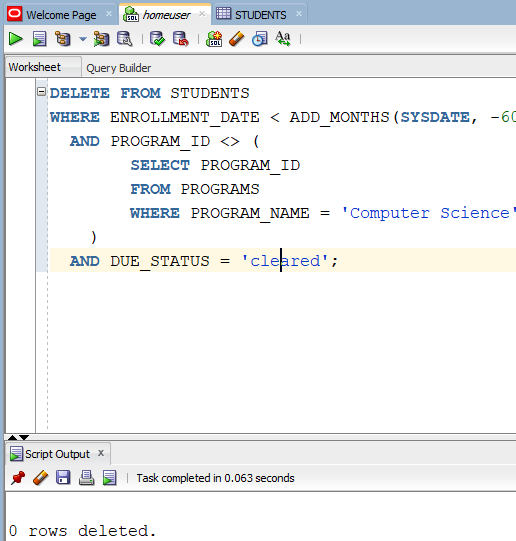 Welcome Page homeuser STUDENTS
Worksheet Query Builder
DELETE FROM STUDENTS
WHERE ENROLLMENT_DATE < ADD_MONTHS(SYSDATE, -60
AND PROGRAM_ID <> (
SELECT PROGRAM_ID
FROM PROGRAMS
WHERE PROGRAM_NAME = 'Computer Science'
)
AND DUE_STATUS = 'cleared';
Script Output x
Task completed in 0.063 seconds
0 rows deleted.